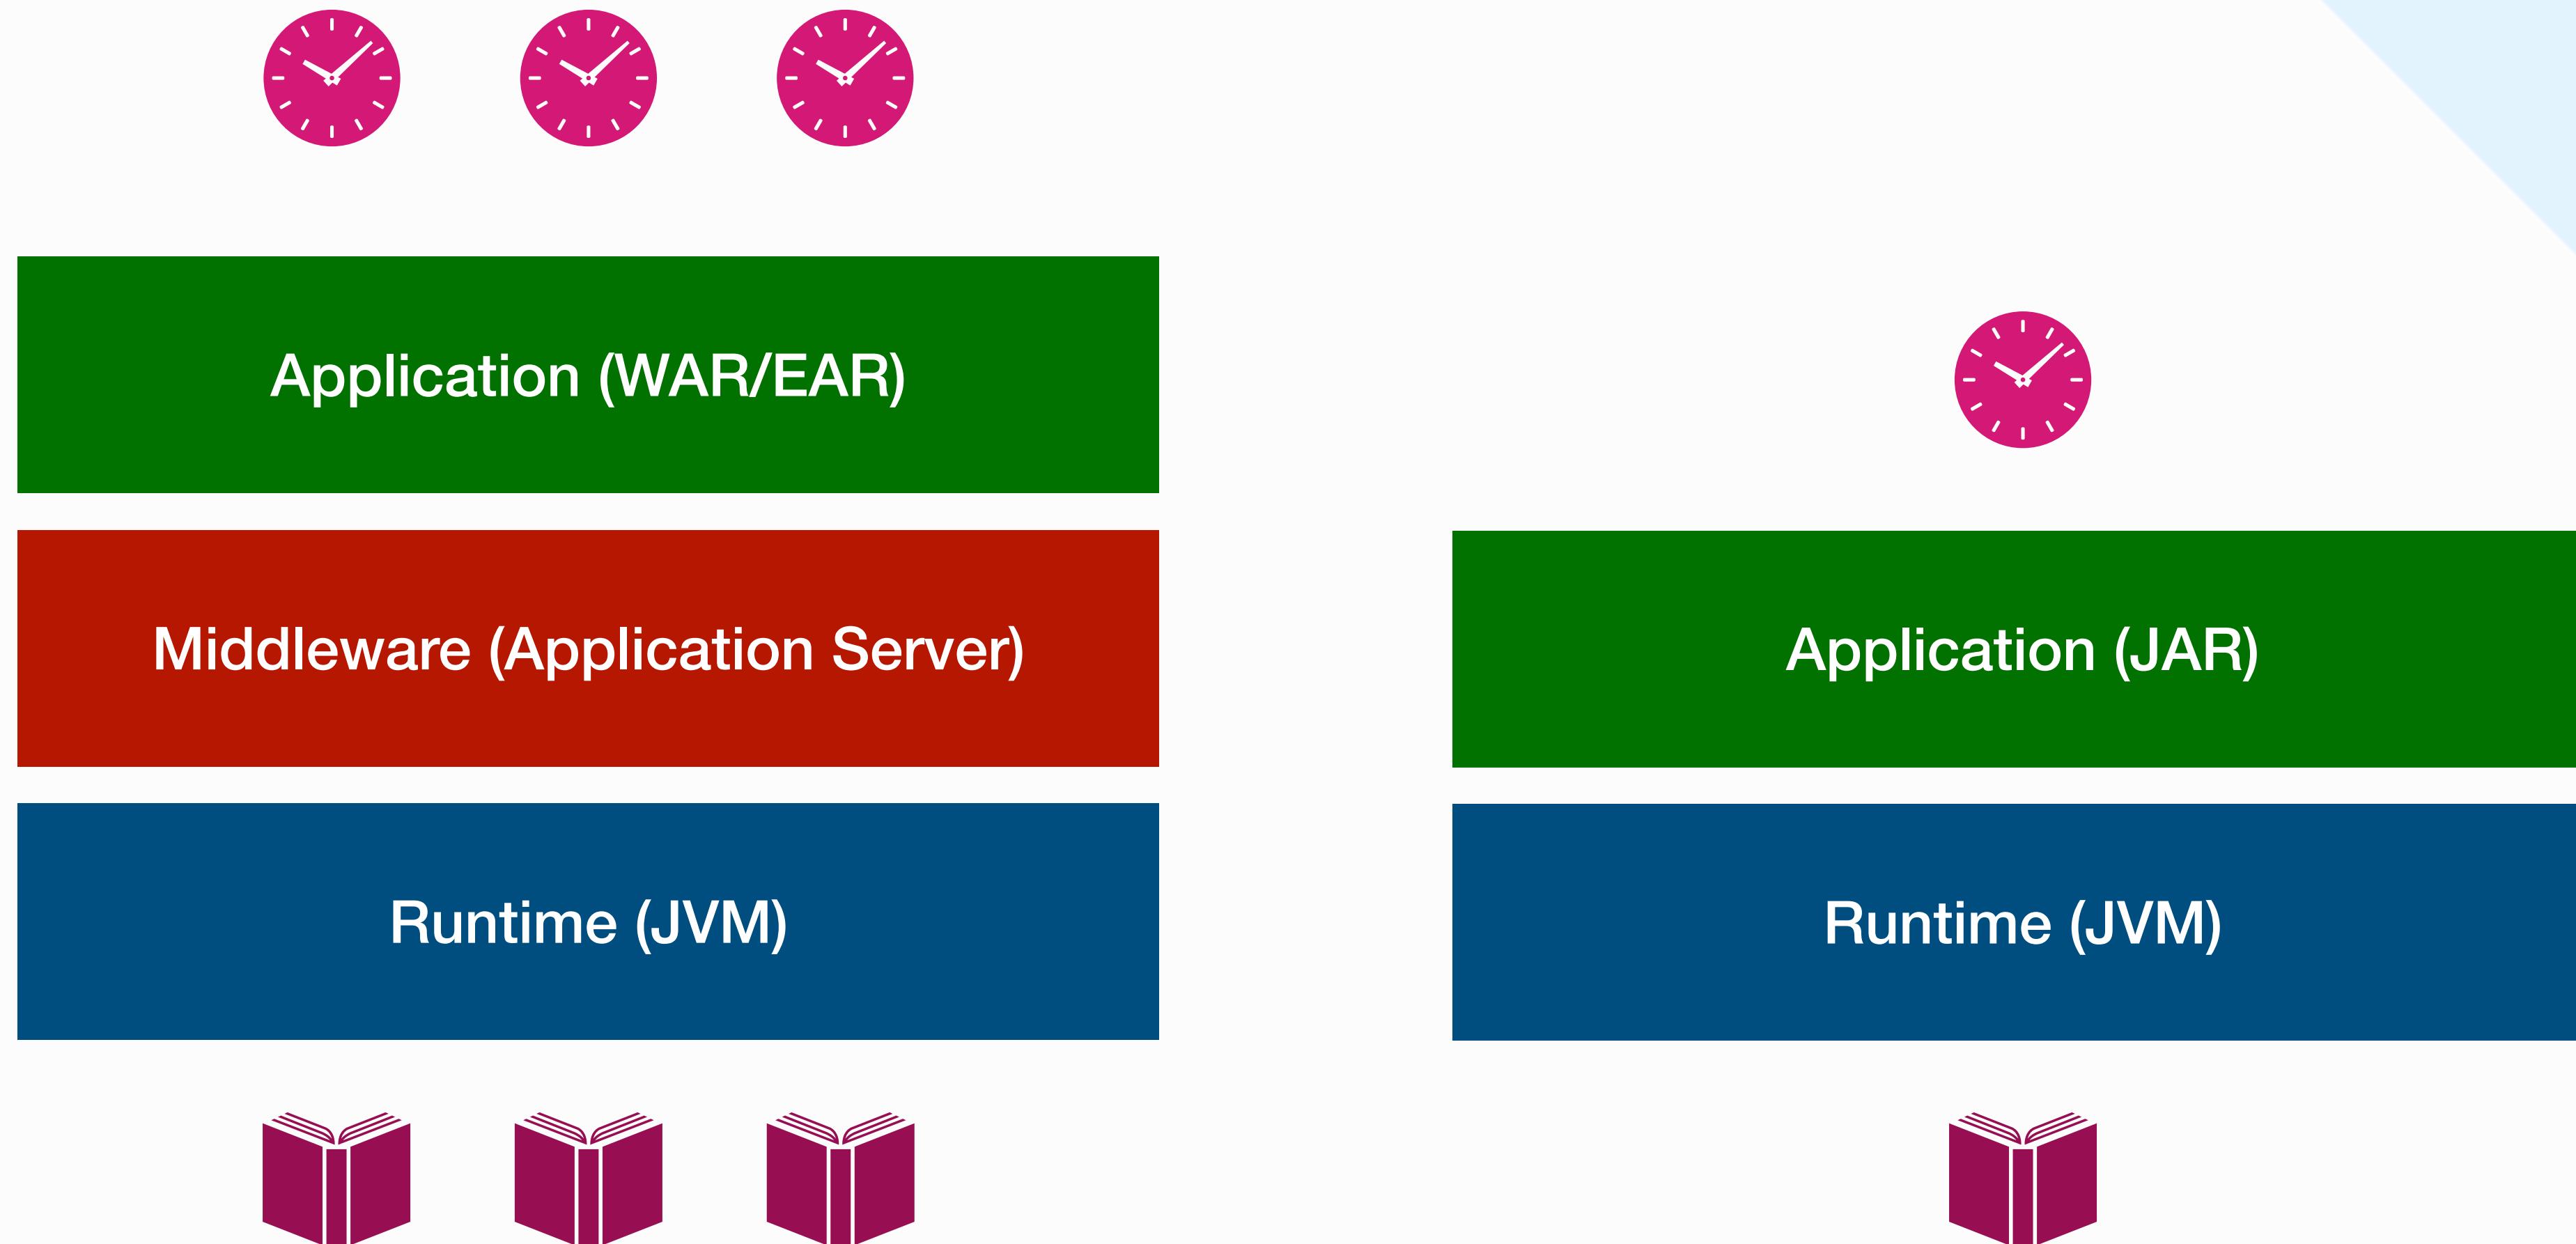 Application (WAR/EAR)
Middleware (Application Server)
Runtime (JVM)
Application (JAR)
Runtime (JVM)